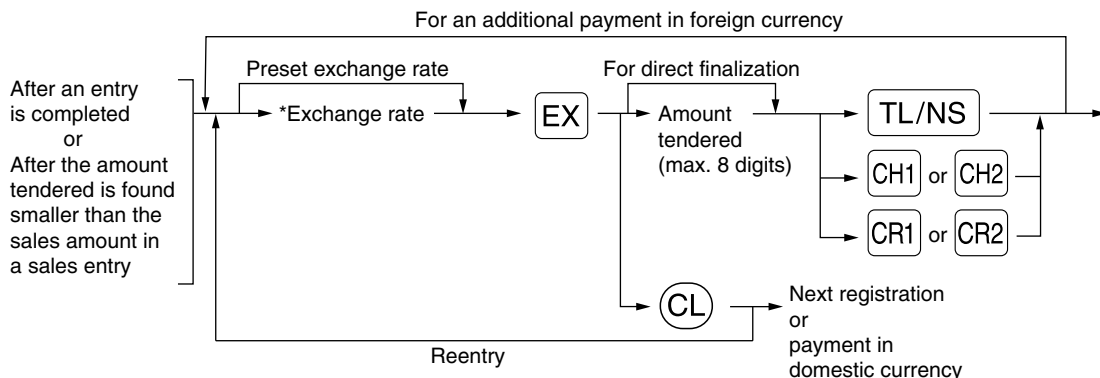 For an additional payment in foreign currency
Preset exchange rate
For direct finalization
After an entry
is completed
or
After the amount
tendered is found
smaller than the
sales amount in
a sales entry
*Exchange rate
EX
Amount
tendered
(max. 8 digits)
TL/NS
CH1 or CH2
CR1 or CR2
CL
Next registration
or
payment in
domestic currency
Reentry